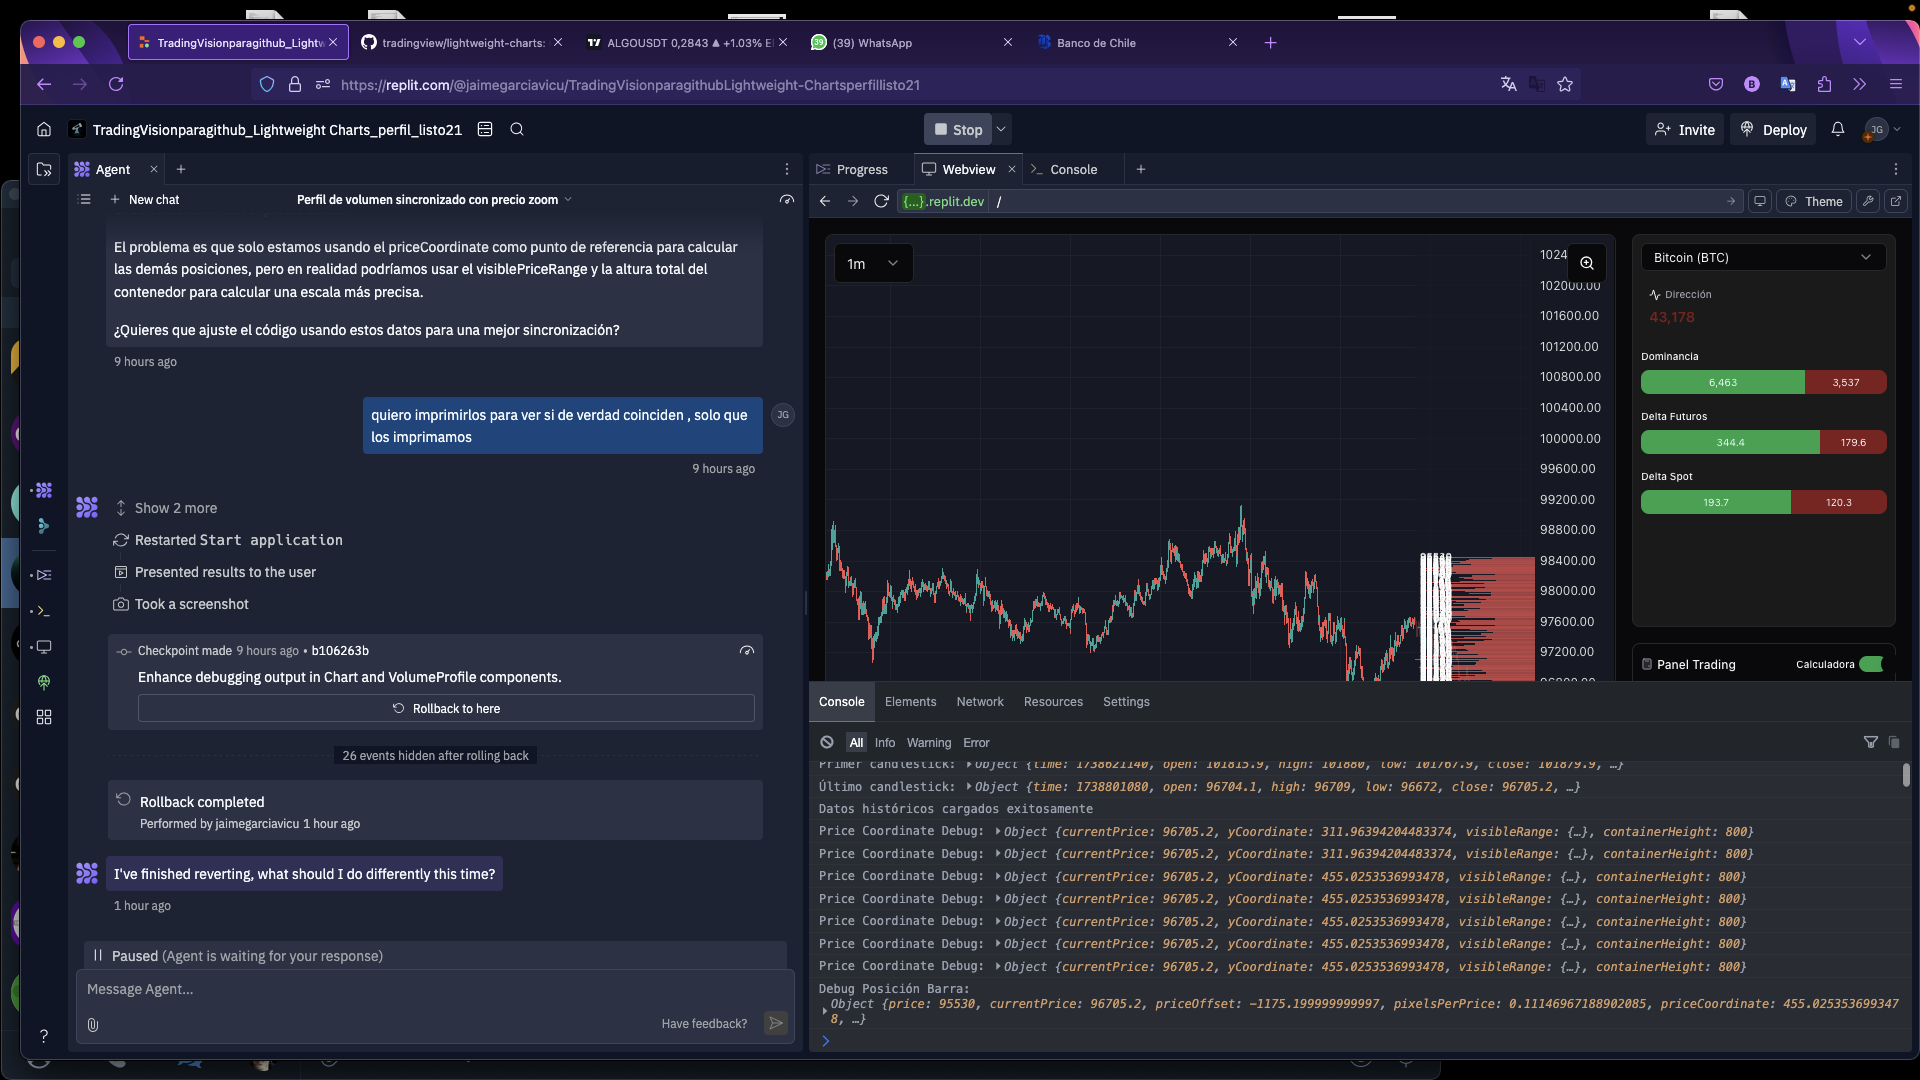 TradingVisionparagithub_Lightw
tradingview/lightweight-charts:
ALGOUSDT 0,2843 ▲ +1.03% E
(39) WhatsApp
Banco de Chile
https://replit.com/@jaimegarciavicu/TradingVisionparagithubLightweight-Chartsperfillisto21
TradingVisionparagithub_Lightweight Charts_perfil_listo21
Stop
Invite
Deploy
JG
Agent
New chat
Perfil de volumen sincronizado con precio zoom
El problema es que solo estamos usando el priceCoordinate como punto de referencia para calcular
las demás posiciones, pero en realidad podríamos usar el visiblePriceRange y la altura total del
contenedor para calcular una escala más precisa.
¿Quieres que ajuste el código usando estos datos para una mejor sincronización?
9 hours ago
quiero imprimirlos para ver si de verdad coinciden , solo que
los imprimamos
JG
9 hours ago
Show 2 more
Restarted Start application
Presented results to the user
Took a screenshot
Checkpoint made 9 hours ago • b106263b
Enhance debugging output in Chart and VolumeProfile components.
Rollback to here
26 events hidden after rolling back
Rollback completed
Performed by jaimegarciavicu 1 hour ago
I've finished reverting, what should I do differently this time?
1 hour ago
Paused (Agent is waiting for your response)
Message Agent...
Have feedback?
Progress
Webview
Console
{...}.replit.dev /
Theme
1m
1024
102000.00
101600.00
101200.00
100800.00
100400.00
100000.00
99600.00
99200.00
98800.00
98400.00
98000.00
97600.00
97200.00
96800.00
Bitcoin (BTC)
Dirección
43,178
Dominancia
6,463 3,537
Delta Futuros
344.4 179.6
Delta Spot
193.7 120.3
Panel Trading
Calculadora
Console Elements Network Resources Settings
All Info Warning Error
Primer candlestick: Object {time: 1738621140, open: 101815.9, high: 101880, low: 101767.9, close: 101879.9, …}
Último candlestick: Object {time: 1738801080, open: 96704.1, high: 96709, low: 96672, close: 96705.2, …}
Datos históricos cargados exitosamente
Price Coordinate Debug: Object {currentPrice: 96705.2, yCoordinate: 311.96394204483374, visibleRange: {…}, containerHeight: 800}
Price Coordinate Debug: Object {currentPrice: 96705.2, yCoordinate: 311.96394204483374, visibleRange: {…}, containerHeight: 800}
Price Coordinate Debug: Object {currentPrice: 96705.2, yCoordinate: 455.0253536993478, visibleRange: {…}, containerHeight: 800}
Price Coordinate Debug: Object {currentPrice: 96705.2, yCoordinate: 455.0253536993478, visibleRange: {…}, containerHeight: 800}
Price Coordinate Debug: Object {currentPrice: 96705.2, yCoordinate: 455.0253536993478, visibleRange: {…}, containerHeight: 800}
Price Coordinate Debug: Object {currentPrice: 96705.2, yCoordinate: 455.0253536993478, visibleRange: {…}, containerHeight: 800}
Price Coordinate Debug: Object {currentPrice: 96705.2, yCoordinate: 455.0253536993478, visibleRange: {…}, containerHeight: 800}
Debug Posición Barra:
Object {price: 95530, currentPrice: 96705.2, priceOffset: -1175.199999999997, pixelsPerPrice: 0.11146967188902085, priceCoordinate: 455.025353699347
8, …}